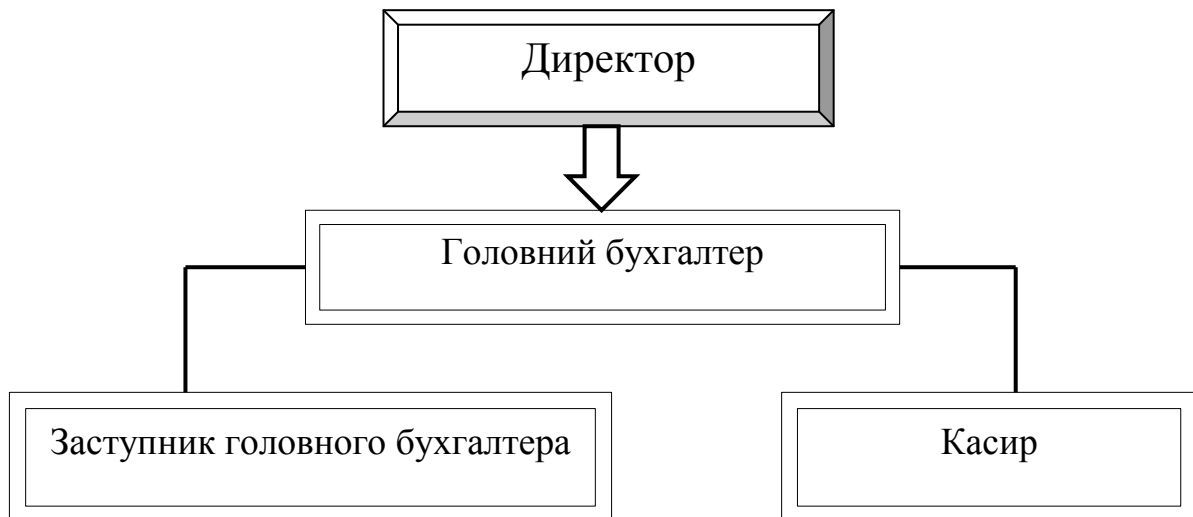 Директор
Головний бухгалтер
Заступник головного бухгалтера
Касир